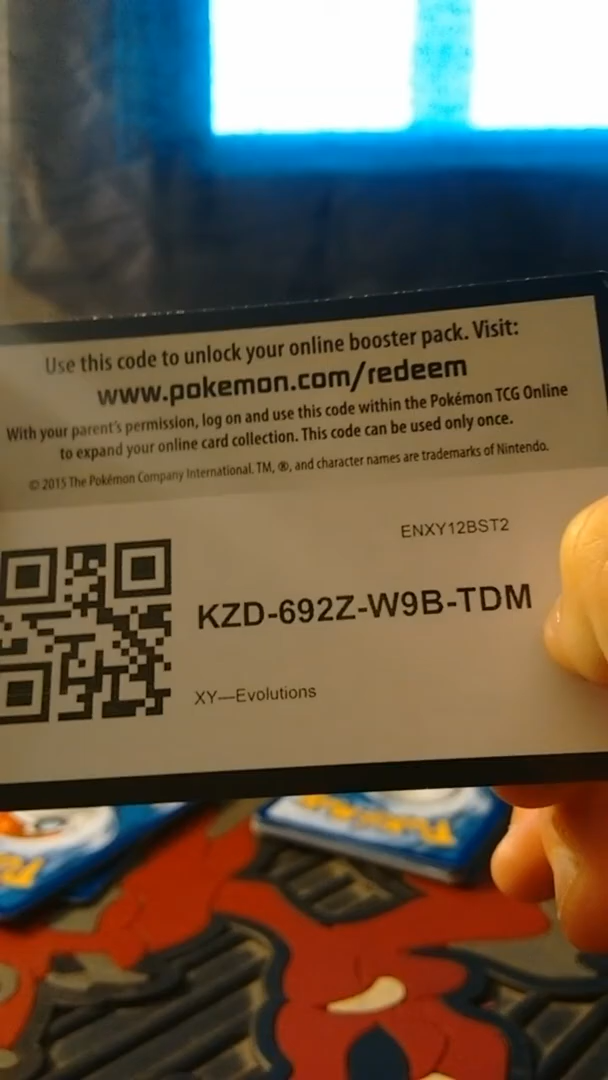 Use this code to unlock your online booster pack. Visit:
www.pokemon.com/redeem
With your parent's permission, log on and use this code within the Pokémon TCG Online
to expand your online card collection. This code can be used only once.
© 2015 The Pokémon Company International. TM, ®, and character names are trademarks of Nintendo.
ENXY12BST2
KZD-692Z-W9B-TDM
XY—Evolutions